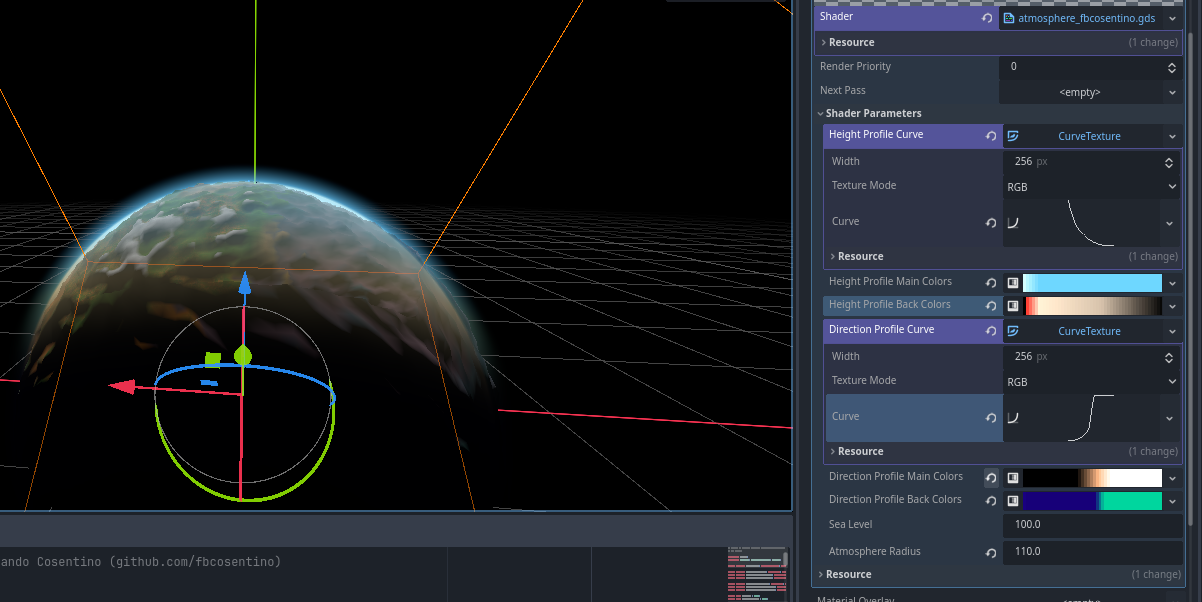 Shader atmosphere_fbcosentino.gds
Resource (1 change)
Render Priority 0
Next Pass <empty>
Shader Parameters
Height Profile Curve CurveTexture
Width 256 px
Texture Mode RGB
Curve
Resource (1 change)
Height Profile Main Colors
Height Profile Back Colors
Direction Profile Curve CurveTexture
Width 256 px
Texture Mode RGB
Curve
Resource (1 change)
Direction Profile Main Colors
Direction Profile Back Colors
Sea Level 100.0
Atmosphere Radius 110.0
Resource (1 change)
Material Overlay <empty>
ando Cosentino (github.com/fbcosentino)